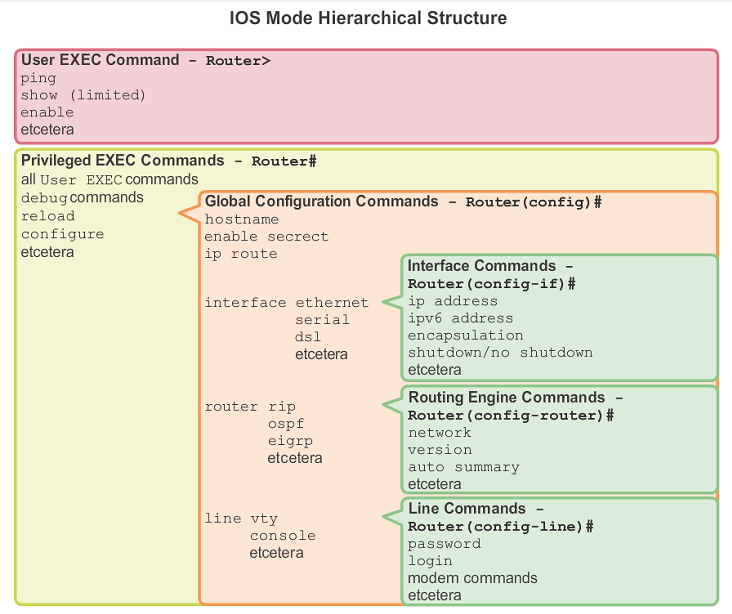 IOS Mode Hierarchical Structure
User EXEC Command - Router>
ping
show (limited)
enable
etcetera
Privileged EXEC Commands - Router#
all User EXEC commands
debug commands
reload
configure
etcetera
Global Configuration Commands - Router(config)#
hostname
enable secrect
ip route
interface ethernet
serial
dsl
etcetera
Interface Commands -
Router(config-if)#
ip address
ipv6 address
encapsulation
shutdown/no shutdown
etcetera
router rip
ospf
eigrp
etcetera
Routing Engine Commands -
Router(config-router)#
network
version
auto summary
etcetera
line vty
console
etcetera
Line Commands -
Router(config-line)#
password
login
modem commands
etcetera